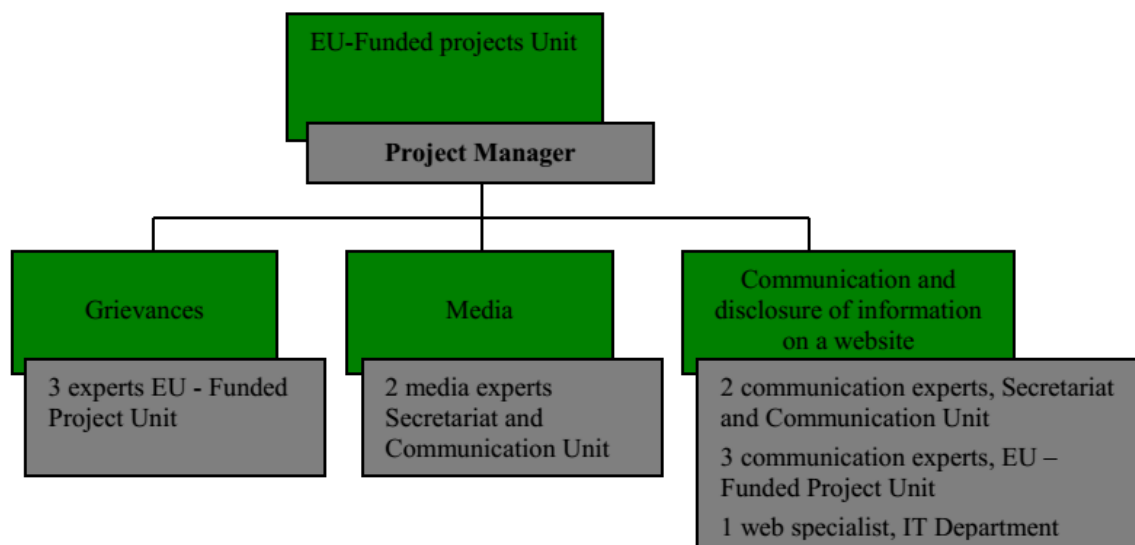 EU-Funded projects Unit
Project Manager
Grievances
3 experts EU - Funded
Project Unit
Media
2 media experts
Secretariat and
Communication Unit
Communication and
disclosure of information
on a website
2 communication experts, Secretariat
and Communication Unit
3 communication experts, EU –
Funded Project Unit
1 web specialist, IT Department